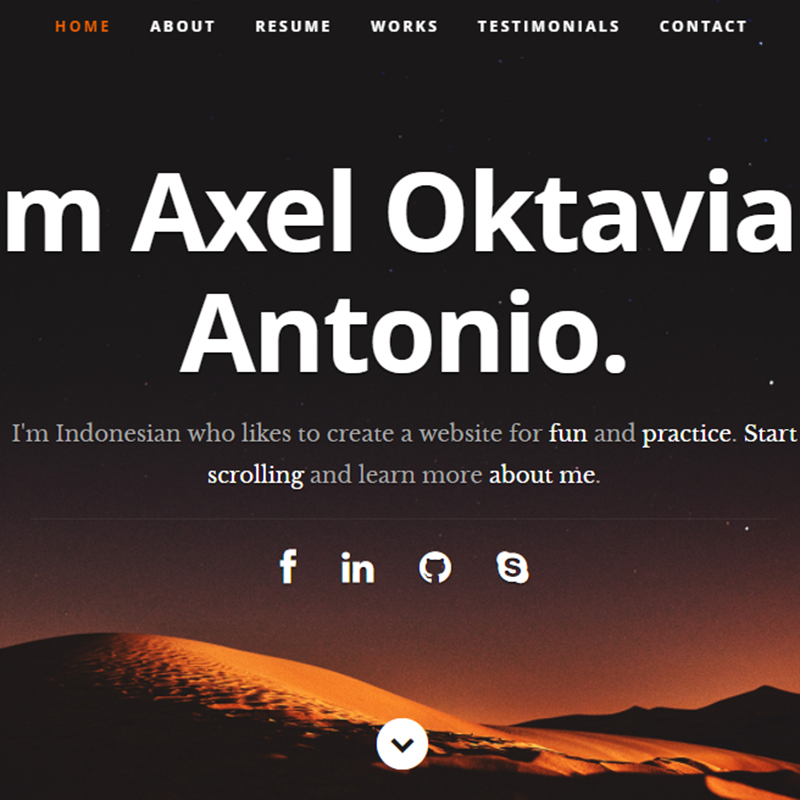 HOME ABOUT RESUME WORKS TESTIMONIALS CONTACT
m Axel Oktavia
Antonio.
I'm Indonesian who likes to create a website for fun and practice. Start
scrolling and learn more about me.